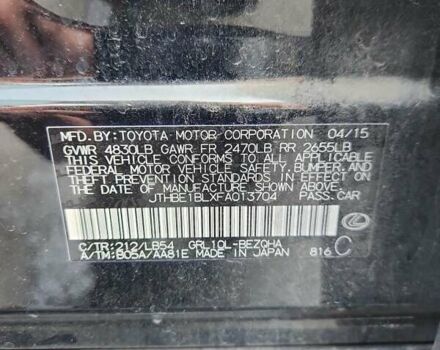 MFD. BY: TOYOTA MOTOR CORPORATION 04/15
GVWR 4830LB GAWR FR 2470LB RR 2655LB
THIS VEHICLE CONFORMS TO ALL APPLICABLE
FEDERAL MOTOR VEHICLE SAFETY, BUMPER, AND
THEFT PREVENTION STANDARDS IN EFFECT ON
THE DATE OF MANUFACTURE SHOWN ABOVE.
JTHBE1BLXFA013704 PASS.CAR
C/TR:212/LB54 GRL10L-BEZQHA
A/TM:B05A/AA81E MADE IN JAPAN 816 C